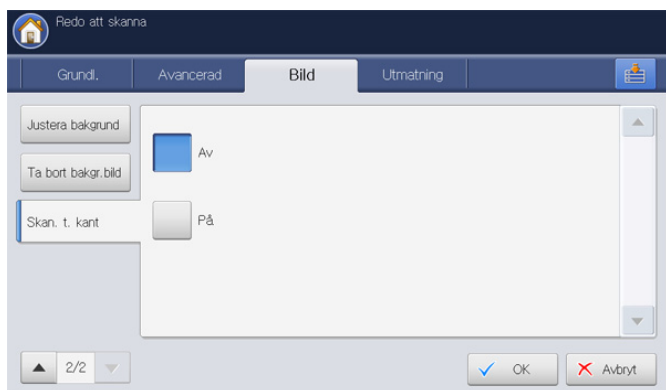 Redo att skanna
Grundl.
Avancerad
Bild
Utmatning
Justera bakgrund
Ta bort bakgr.bild
Skan. t. kant
Av
På
2/2
OK
Avbryt